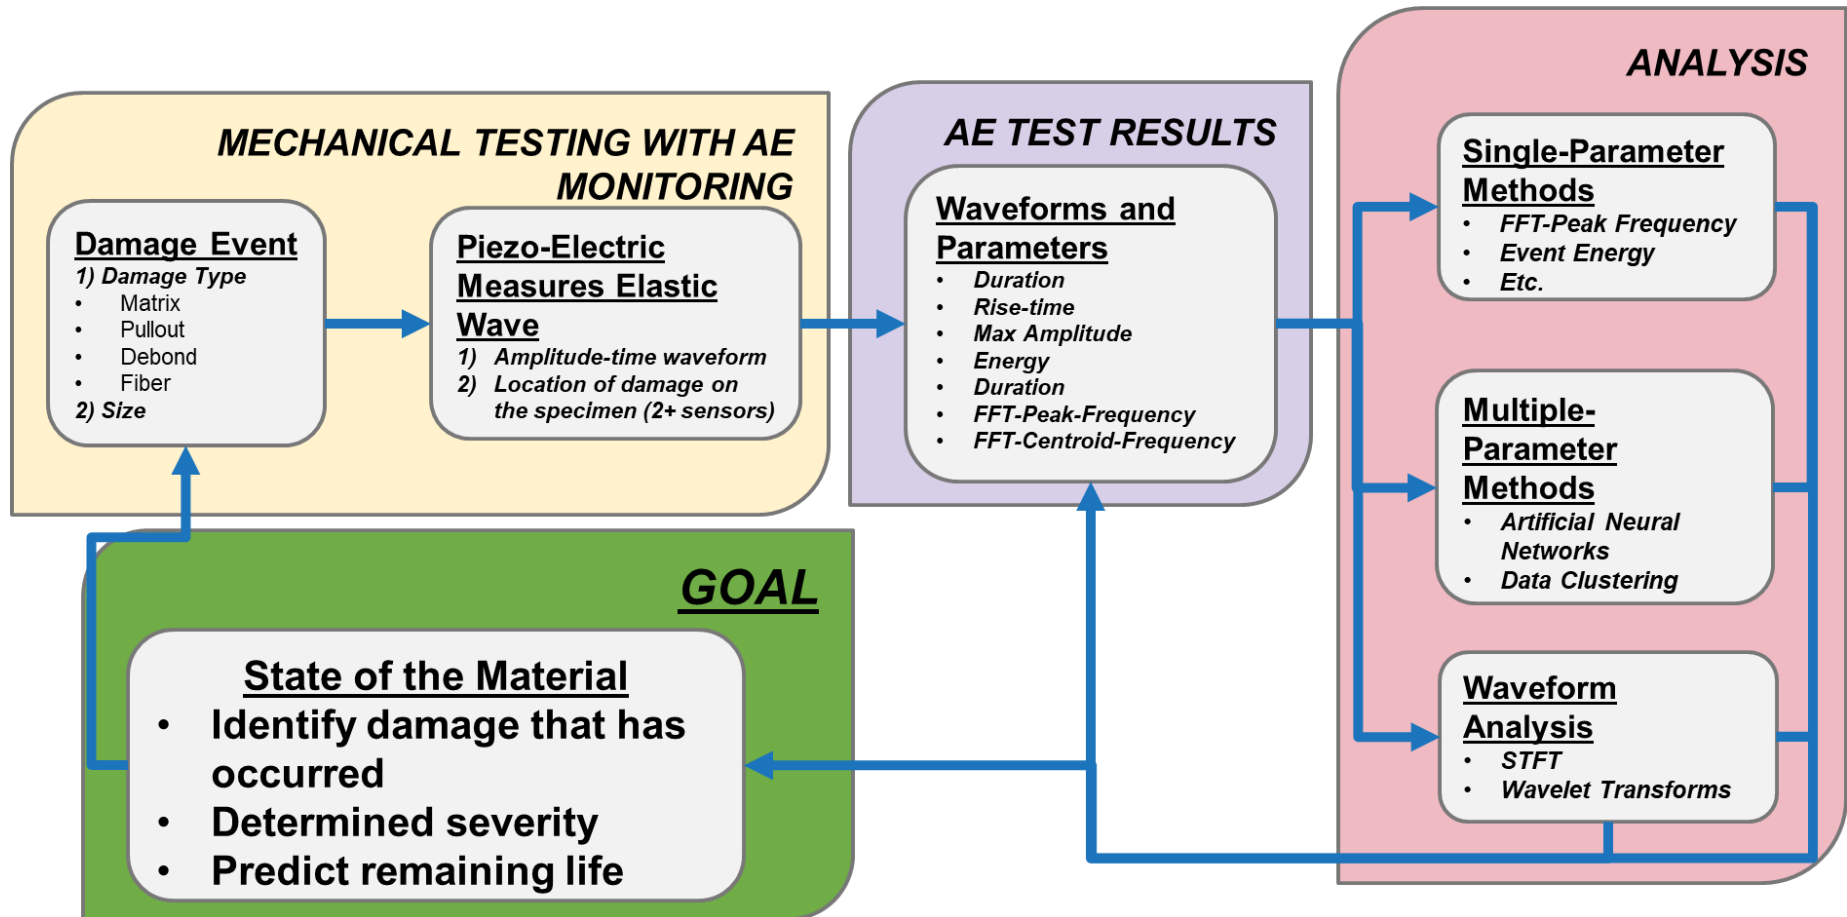 MECHANICAL TESTING WITH AE
MONITORING
Damage Event
1) Damage Type
• Matrix
• Pullout
• Debond
• Fiber
2) Size
Piezo-Electric
Measures Elastic
Wave
1) Amplitude-time waveform
2) Location of damage on
the specimen (2+ sensors)
AE TEST RESULTS
Waveforms and
Parameters
• Duration
• Rise-time
• Max Amplitude
• Energy
• Duration
• FFT-Peak-Frequency
• FFT-Centroid-Frequency
ANALYSIS
Single-Parameter
Methods
• FFT-Peak Frequency
• Event Energy
• Etc.
Multiple-
Parameter
Methods
• Artificial Neural
Networks
• Data Clustering
Waveform
Analysis
• STFT
• Wavelet Transforms
GOAL
State of the Material
• Identify damage that has
occurred
• Determined severity
• Predict remaining life